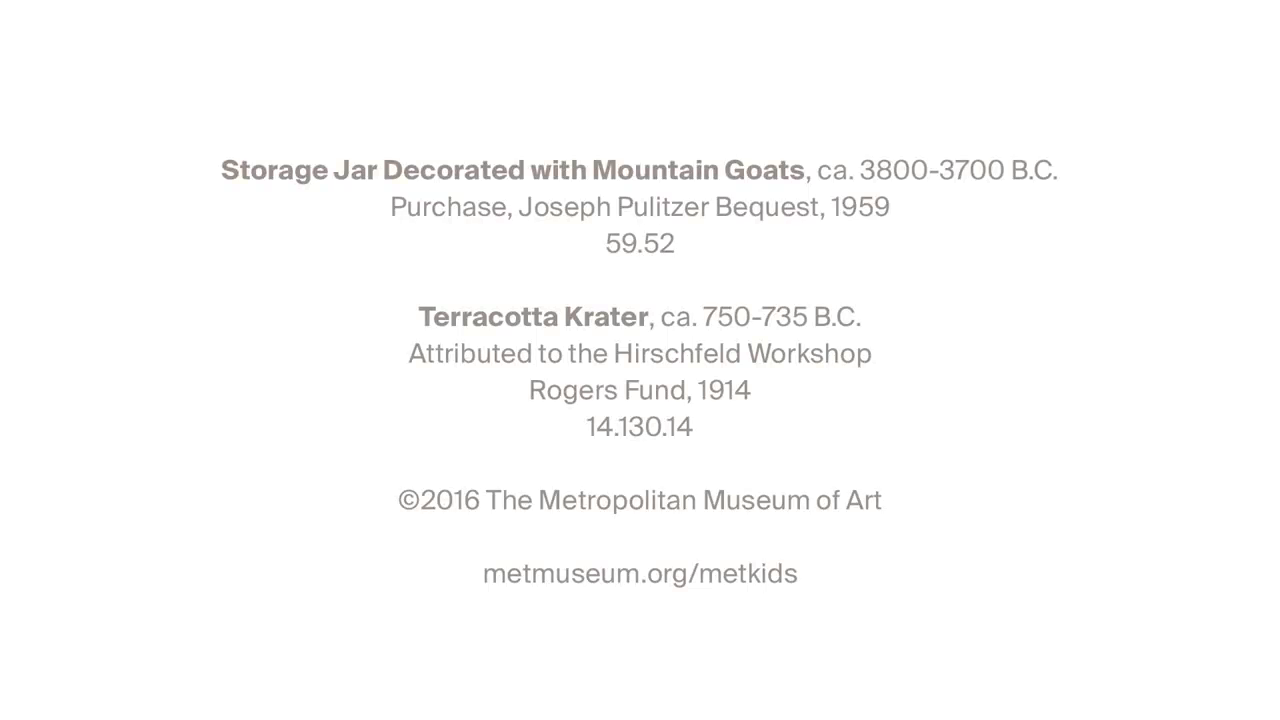 Storage Jar Decorated with Mountain Goats, ca. 3800-3700 B.C.
Purchase, Joseph Pulitzer Bequest, 1959
59.52
Terracotta Krater, ca. 750-735 B.C.
Attributed to the Hirschfeld Workshop
Rogers Fund, 1914
14.130.14
©2016 The Metropolitan Museum of Art
metmuseum.org/metkids